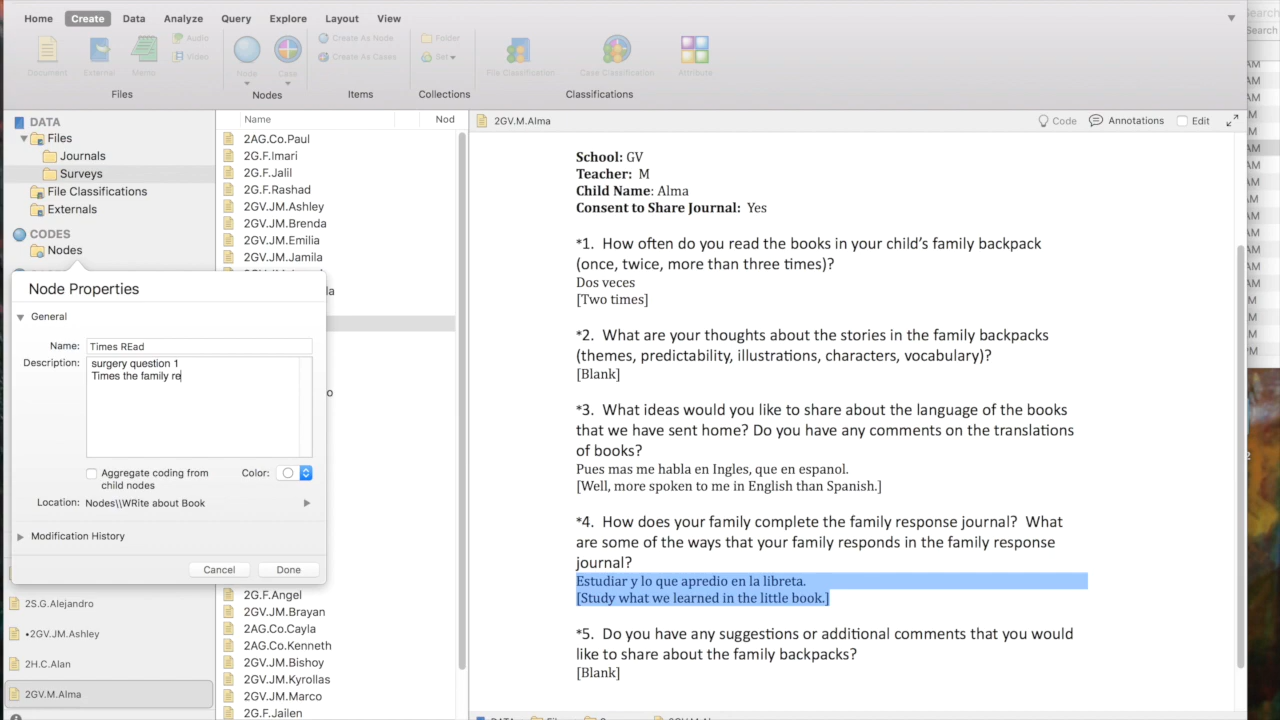 Home Create Data Analyze Query Explore Layout View
Search
Document External Memo Audio Video Node Case Create As Node Create As Cases Folder Set File Classification Case Classification Attribute
Files Nodes Items Collections Classifications
DATA
Files
Journals
Surveys
File Classifications
Externals
CODES
Nodes
Name Nod
2AG.Co.Paul
2G.F.Imari
2G.F.Jalil
2G.F.Rashad
2GV.JM.Ashley
2GV.JM.Brenda
2GV.JM.Emilia
2GV.JM.Jamila
Node Properties
General
Name: Times REad
Description: surgery question 1
Times the family re
Aggregate coding from
child nodes
Color:
Location: Nodes\\WRite about Book
Modification History
Cancel Done
2S.G.Alejandro
•2GV.JM.Ashley
2H.C.Alan
2GV.M.Alma
2G.F.Angel
2GV.JM.Brayan
2AG.Co.Cayla
2AG.Co.Kenneth
2GV.JM.Bishoy
2GV.JM.Kyrollas
2GV.JM.Marco
2G.F.Jailen
2GV.M.Alma Code Annotations Edit
School: GV
Teacher: M
Child Name: Alma
Consent to Share Journal: Yes
*1. How often do you read the books in your child’s family backpack
(once, twice, more than three times)?
Dos veces
[Two times]
*2. What are your thoughts about the stories in the family backpacks
(themes, predictability, illustrations, characters, vocabulary)?
[Blank]
*3. What ideas would you like to share about the language of the books
that we have sent home? Do you have any comments on the translations
of books?
Pues mas me habla en Ingles, que en espanol.
[Well, more spoken to me in English than Spanish.]
*4. How does your family complete the family response journal? What
are some of the ways that your family responds in the family response
journal?
Estudiar y lo que apredio en la libreta.
[Study what we learned in the little book.]
*5. Do you have any suggestions or additional comments that you would
like to share about the family backpacks?
[Blank]